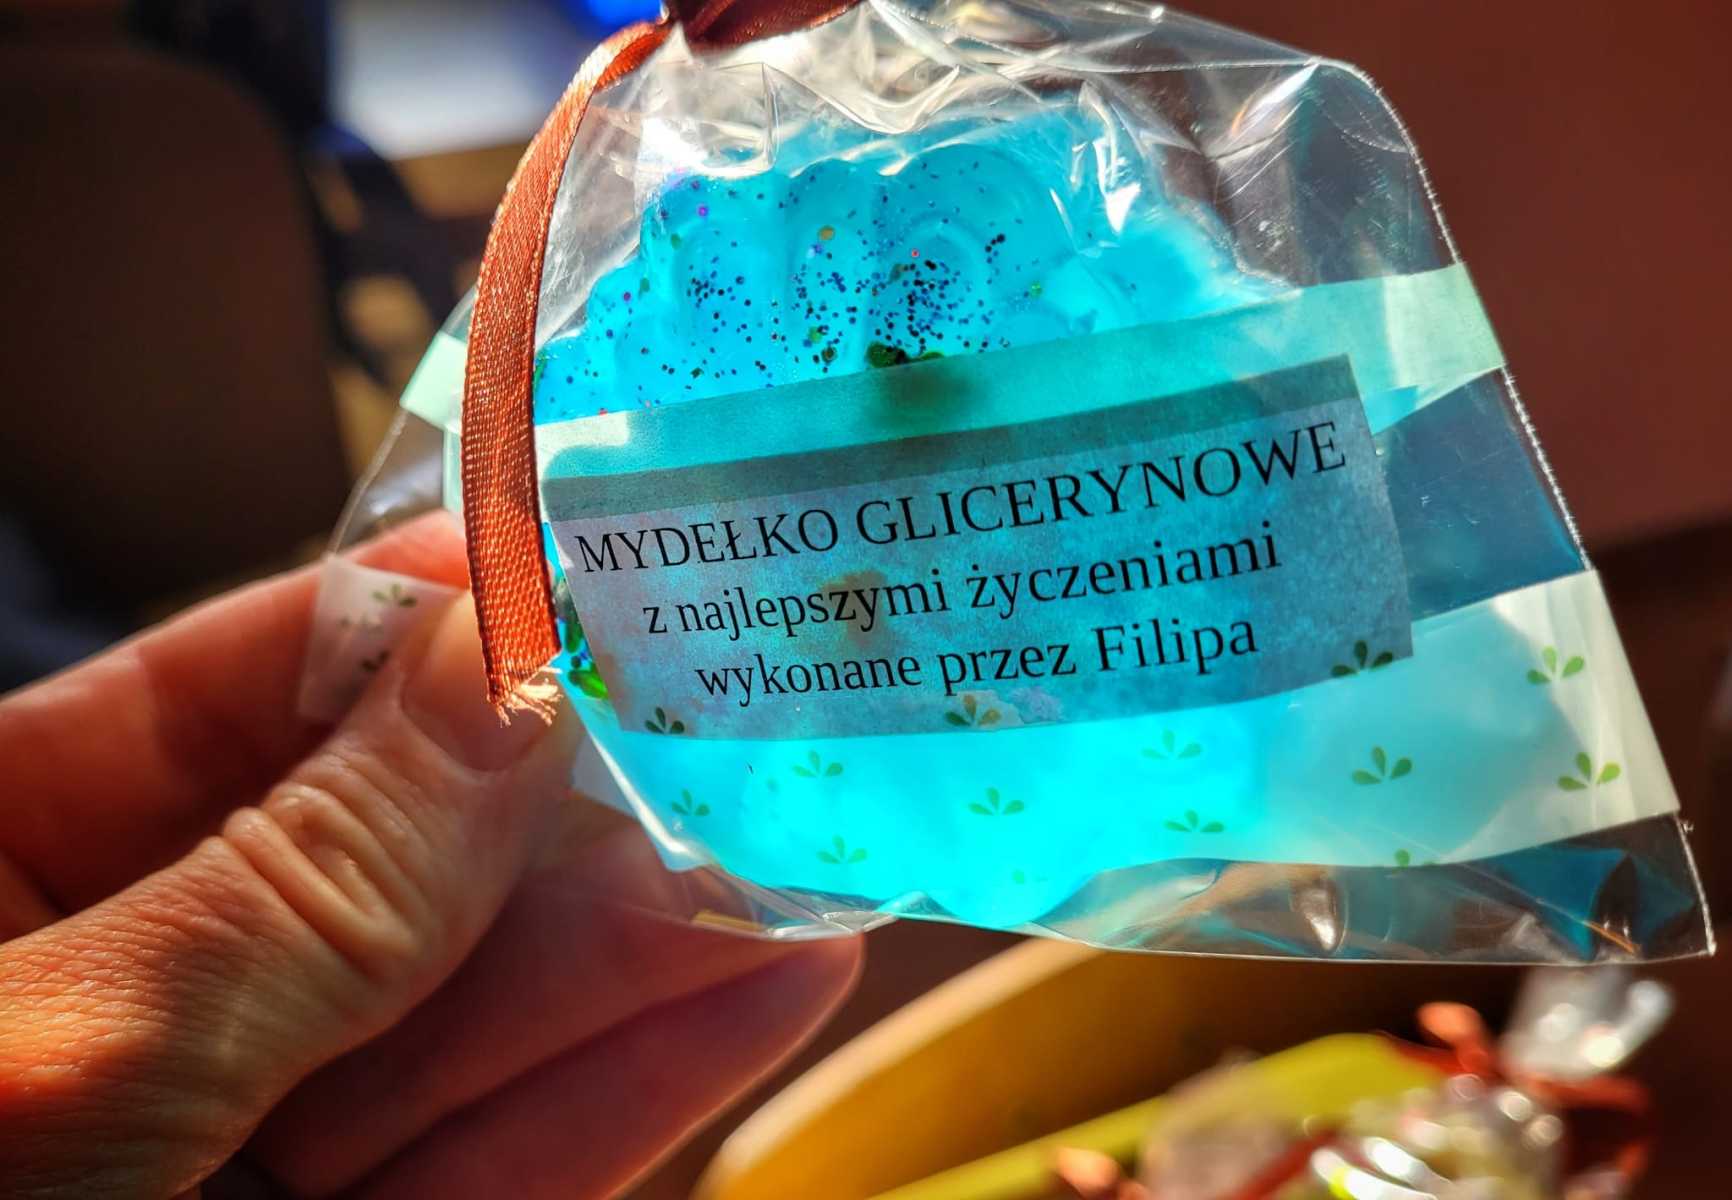 MYDEŁKO GLICERYNOWE
z najlepszymi życzeniami
wykonane przez Filipa